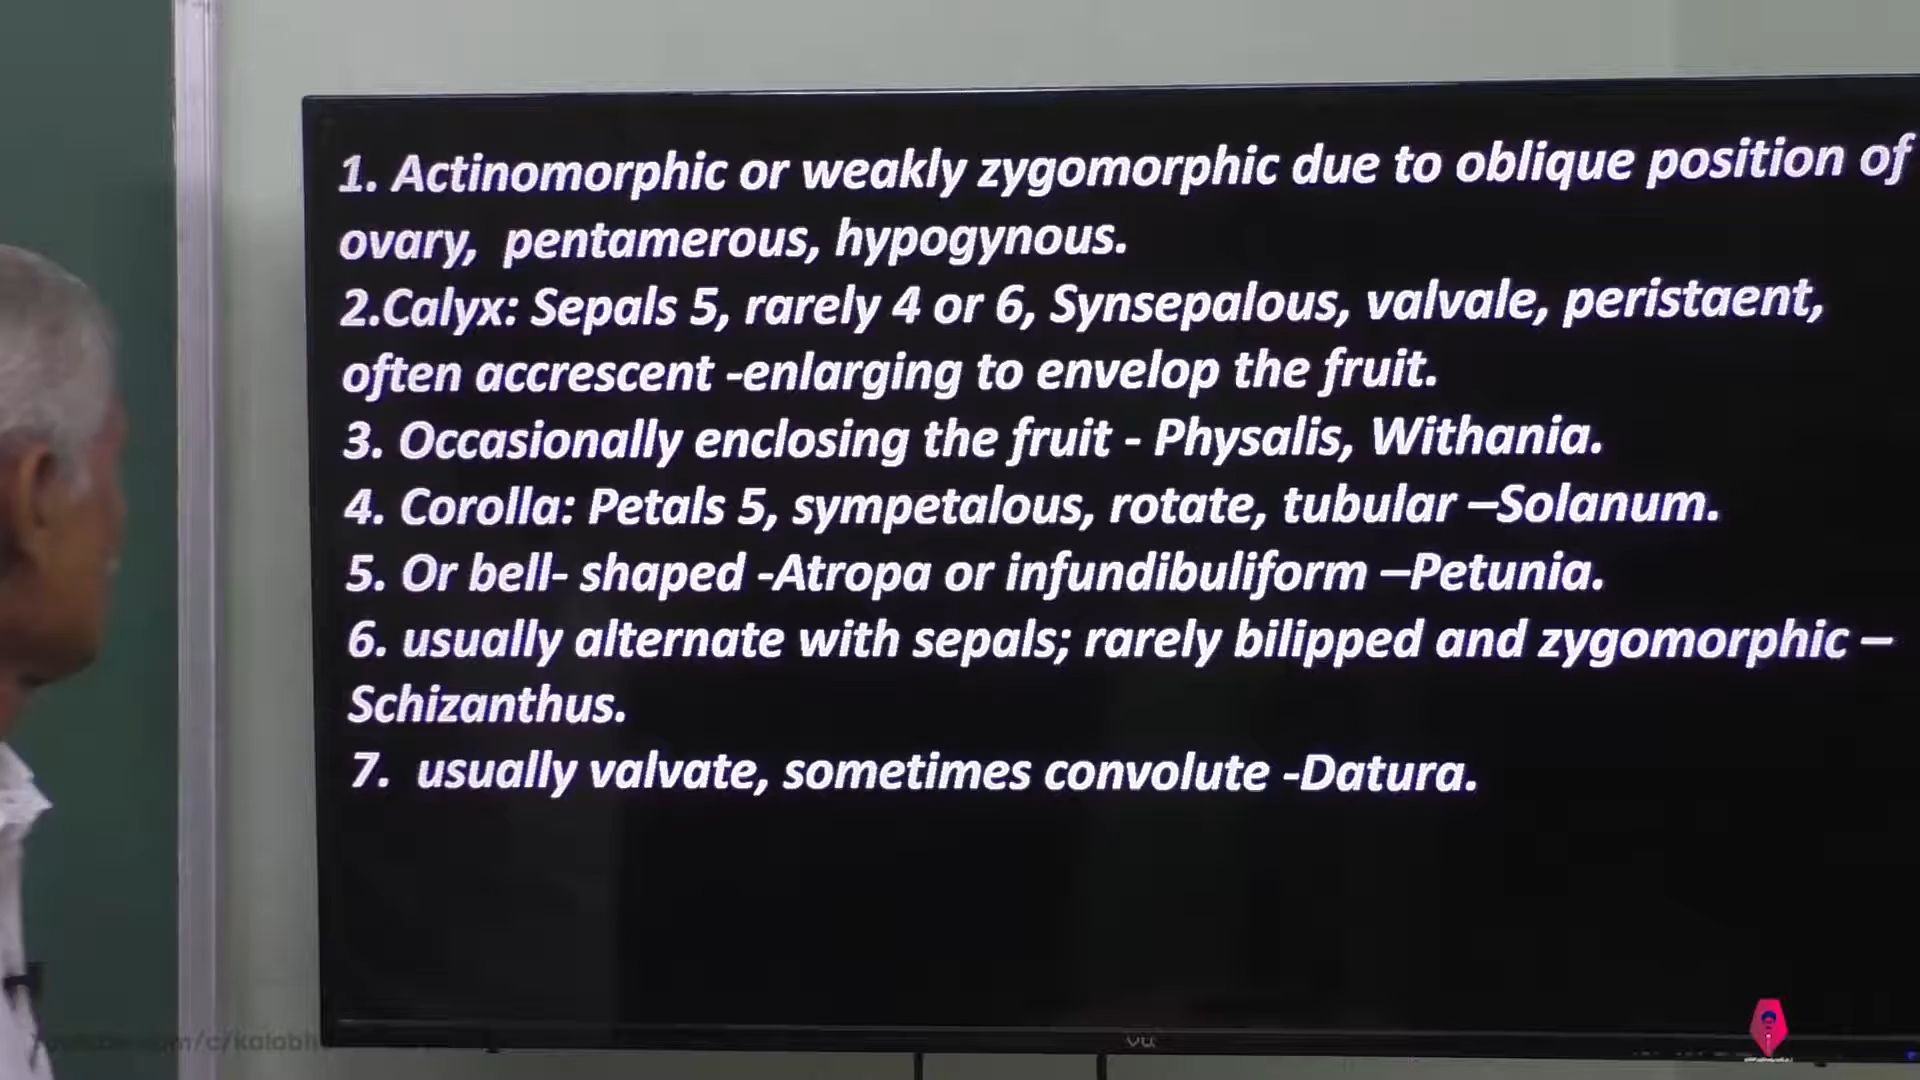 1. Actinomorphic or weakly zygomorphic due to oblique position of
ovary, pentamerous, hypogynous.
2.Calyx: Sepals 5, rarely 4 or 6, Synsepalous, valvale, peristaent,
often accrescent -enlarging to envelop the fruit.
3. Occasionally enclosing the fruit - Physalis, Withania.
4. Corolla: Petals 5, sympetalous, rotate, tubular –Solanum.
5. Or bell- shaped -Atropa or infundibuliform –Petunia.
6. usually alternate with sepals; rarely bilipped and zygomorphic –
Schizanthus.
7. usually valvate, sometimes convolute -Datura.
Vu